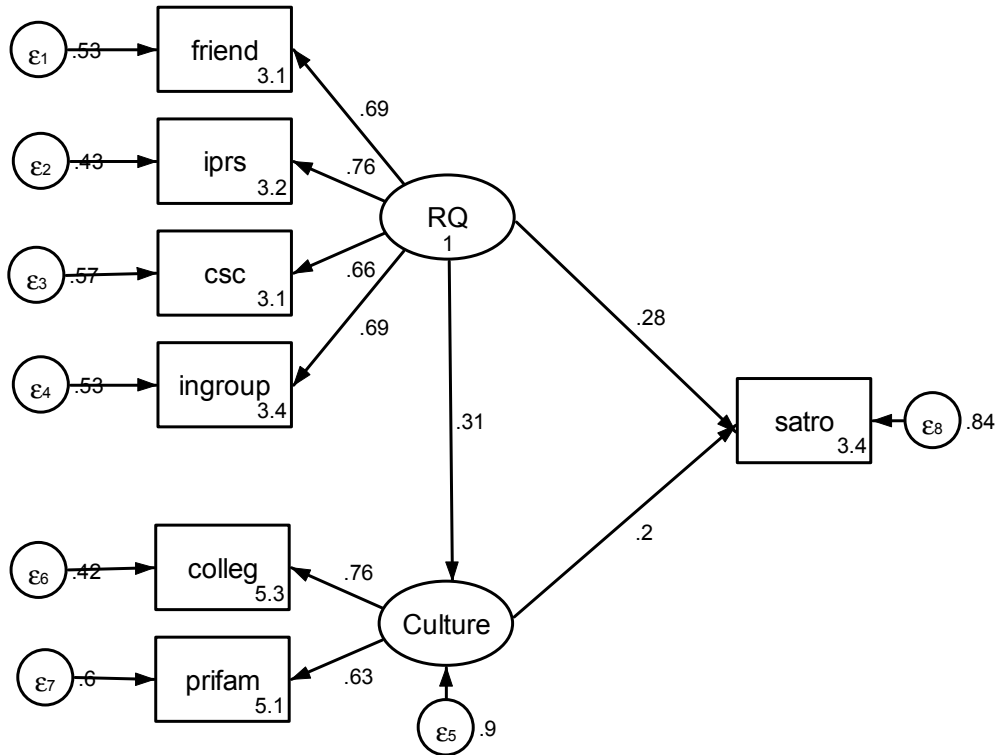 ε1
.53
friend
3.1
.69
ε2
.43
iprs
3.2
.76
RQ
1
ε3
.57
csc
3.1
.66
ε4
.53
ingroup
3.4
.69
.28
.31
satro
3.4
ε8
.84
.2
ε6
.42
colleg
5.3
.76
Culture
ε7
.6
prifam
5.1
.63
ε5
.9